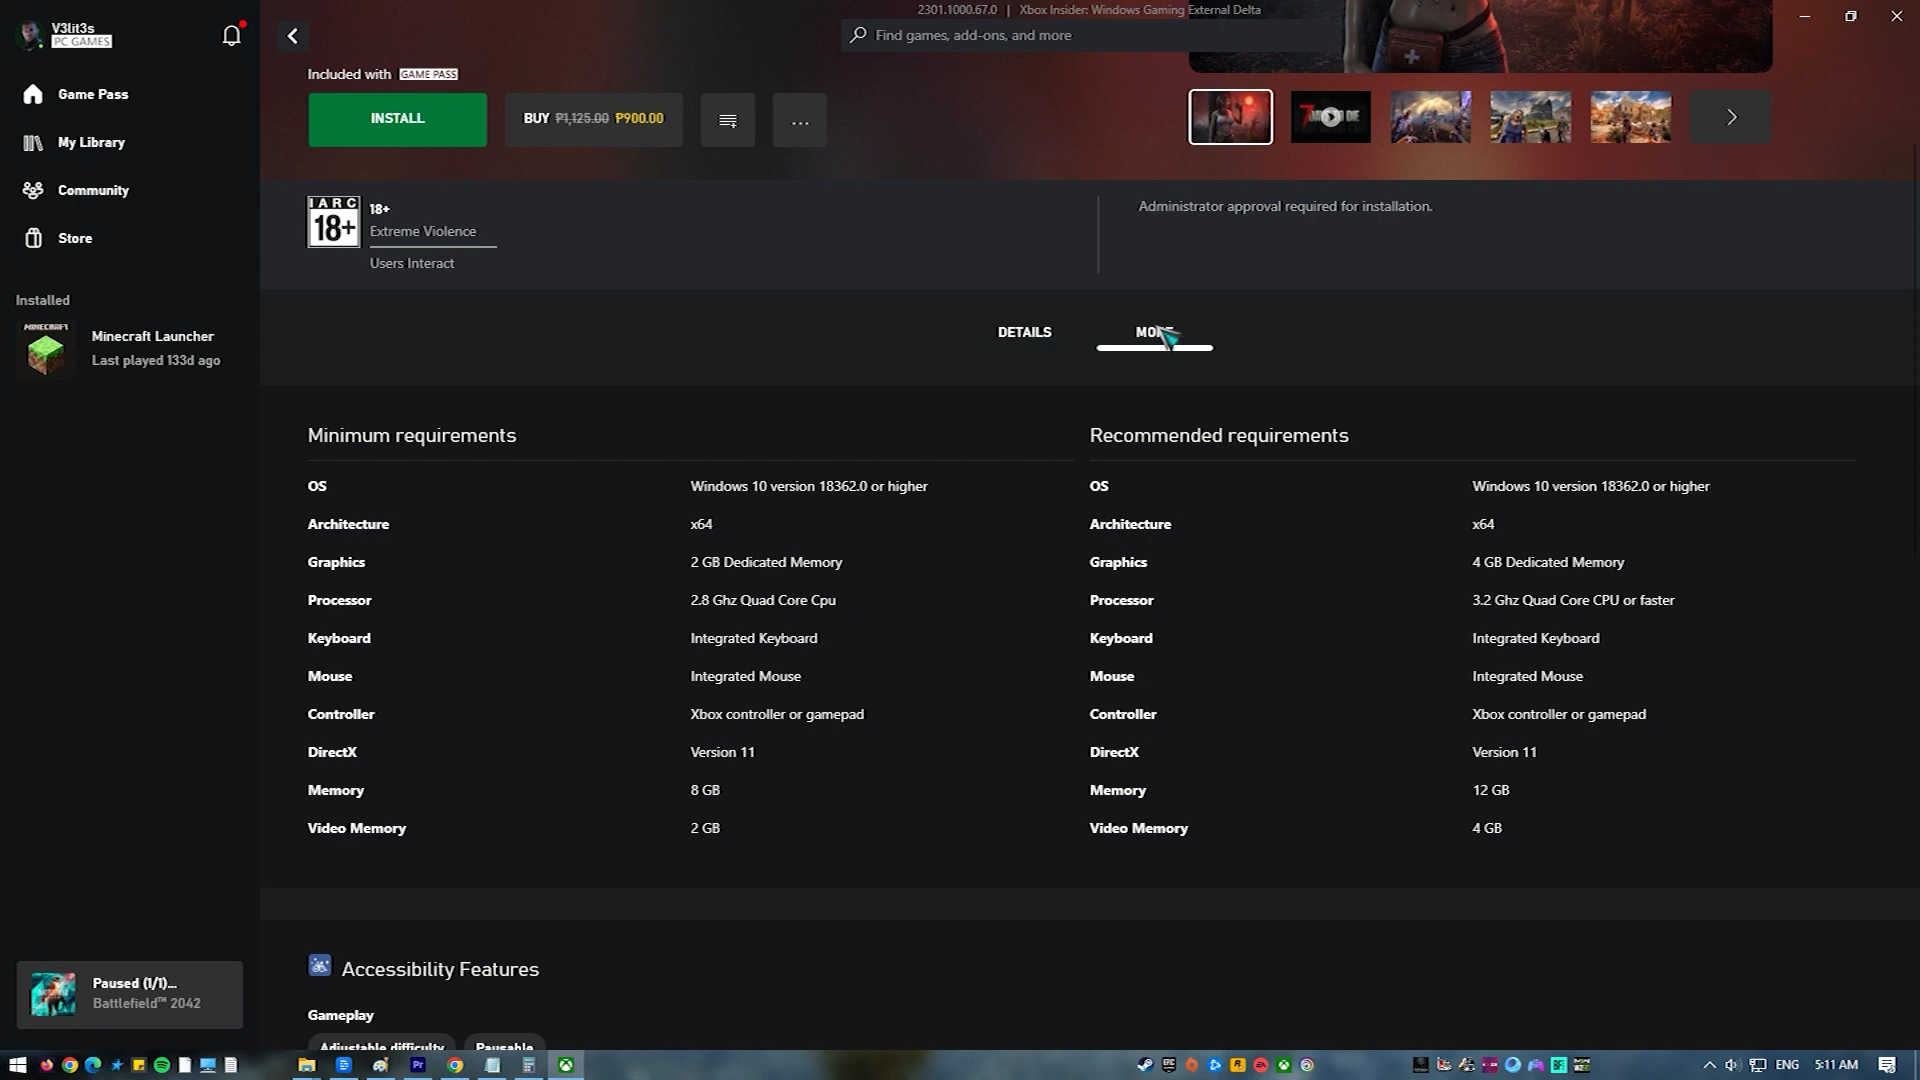 V3lit3s
PC GAMES
2301.1000.67.0 | Xbox Insider: Windows Gaming External Delta
Find games, add-ons, and more
Game Pass
My Library
Community
Store
Installed
MINECRAFT
Minecraft Launcher
Last played 133d ago
Paused (1/1)...
Battlefield™ 2042
Included with GAME PASS
INSTALL
BUY ₱1,125.00 ₱900.00
...
IARC
18+
18+
Extreme Violence
Users Interact
Administrator approval required for installation.
DETAILS
MORE
Minimum requirements
OS Windows 10 version 18362.0 or higher
Architecture x64
Graphics 2 GB Dedicated Memory
Processor 2.8 Ghz Quad Core Cpu
Keyboard Integrated Keyboard
Mouse Integrated Mouse
Controller Xbox controller or gamepad
DirectX Version 11
Memory 8 GB
Video Memory 2 GB
Recommended requirements
OS Windows 10 version 18362.0 or higher
Architecture x64
Graphics 4 GB Dedicated Memory
Processor 3.2 Ghz Quad Core CPU or faster
Keyboard Integrated Keyboard
Mouse Integrated Mouse
Controller Xbox controller or gamepad
DirectX Version 11
Memory 12 GB
Video Memory 4 GB
Accessibility Features
Gameplay
Adjustable difficulty
Pausable
Pr
ENG
5:11 AM